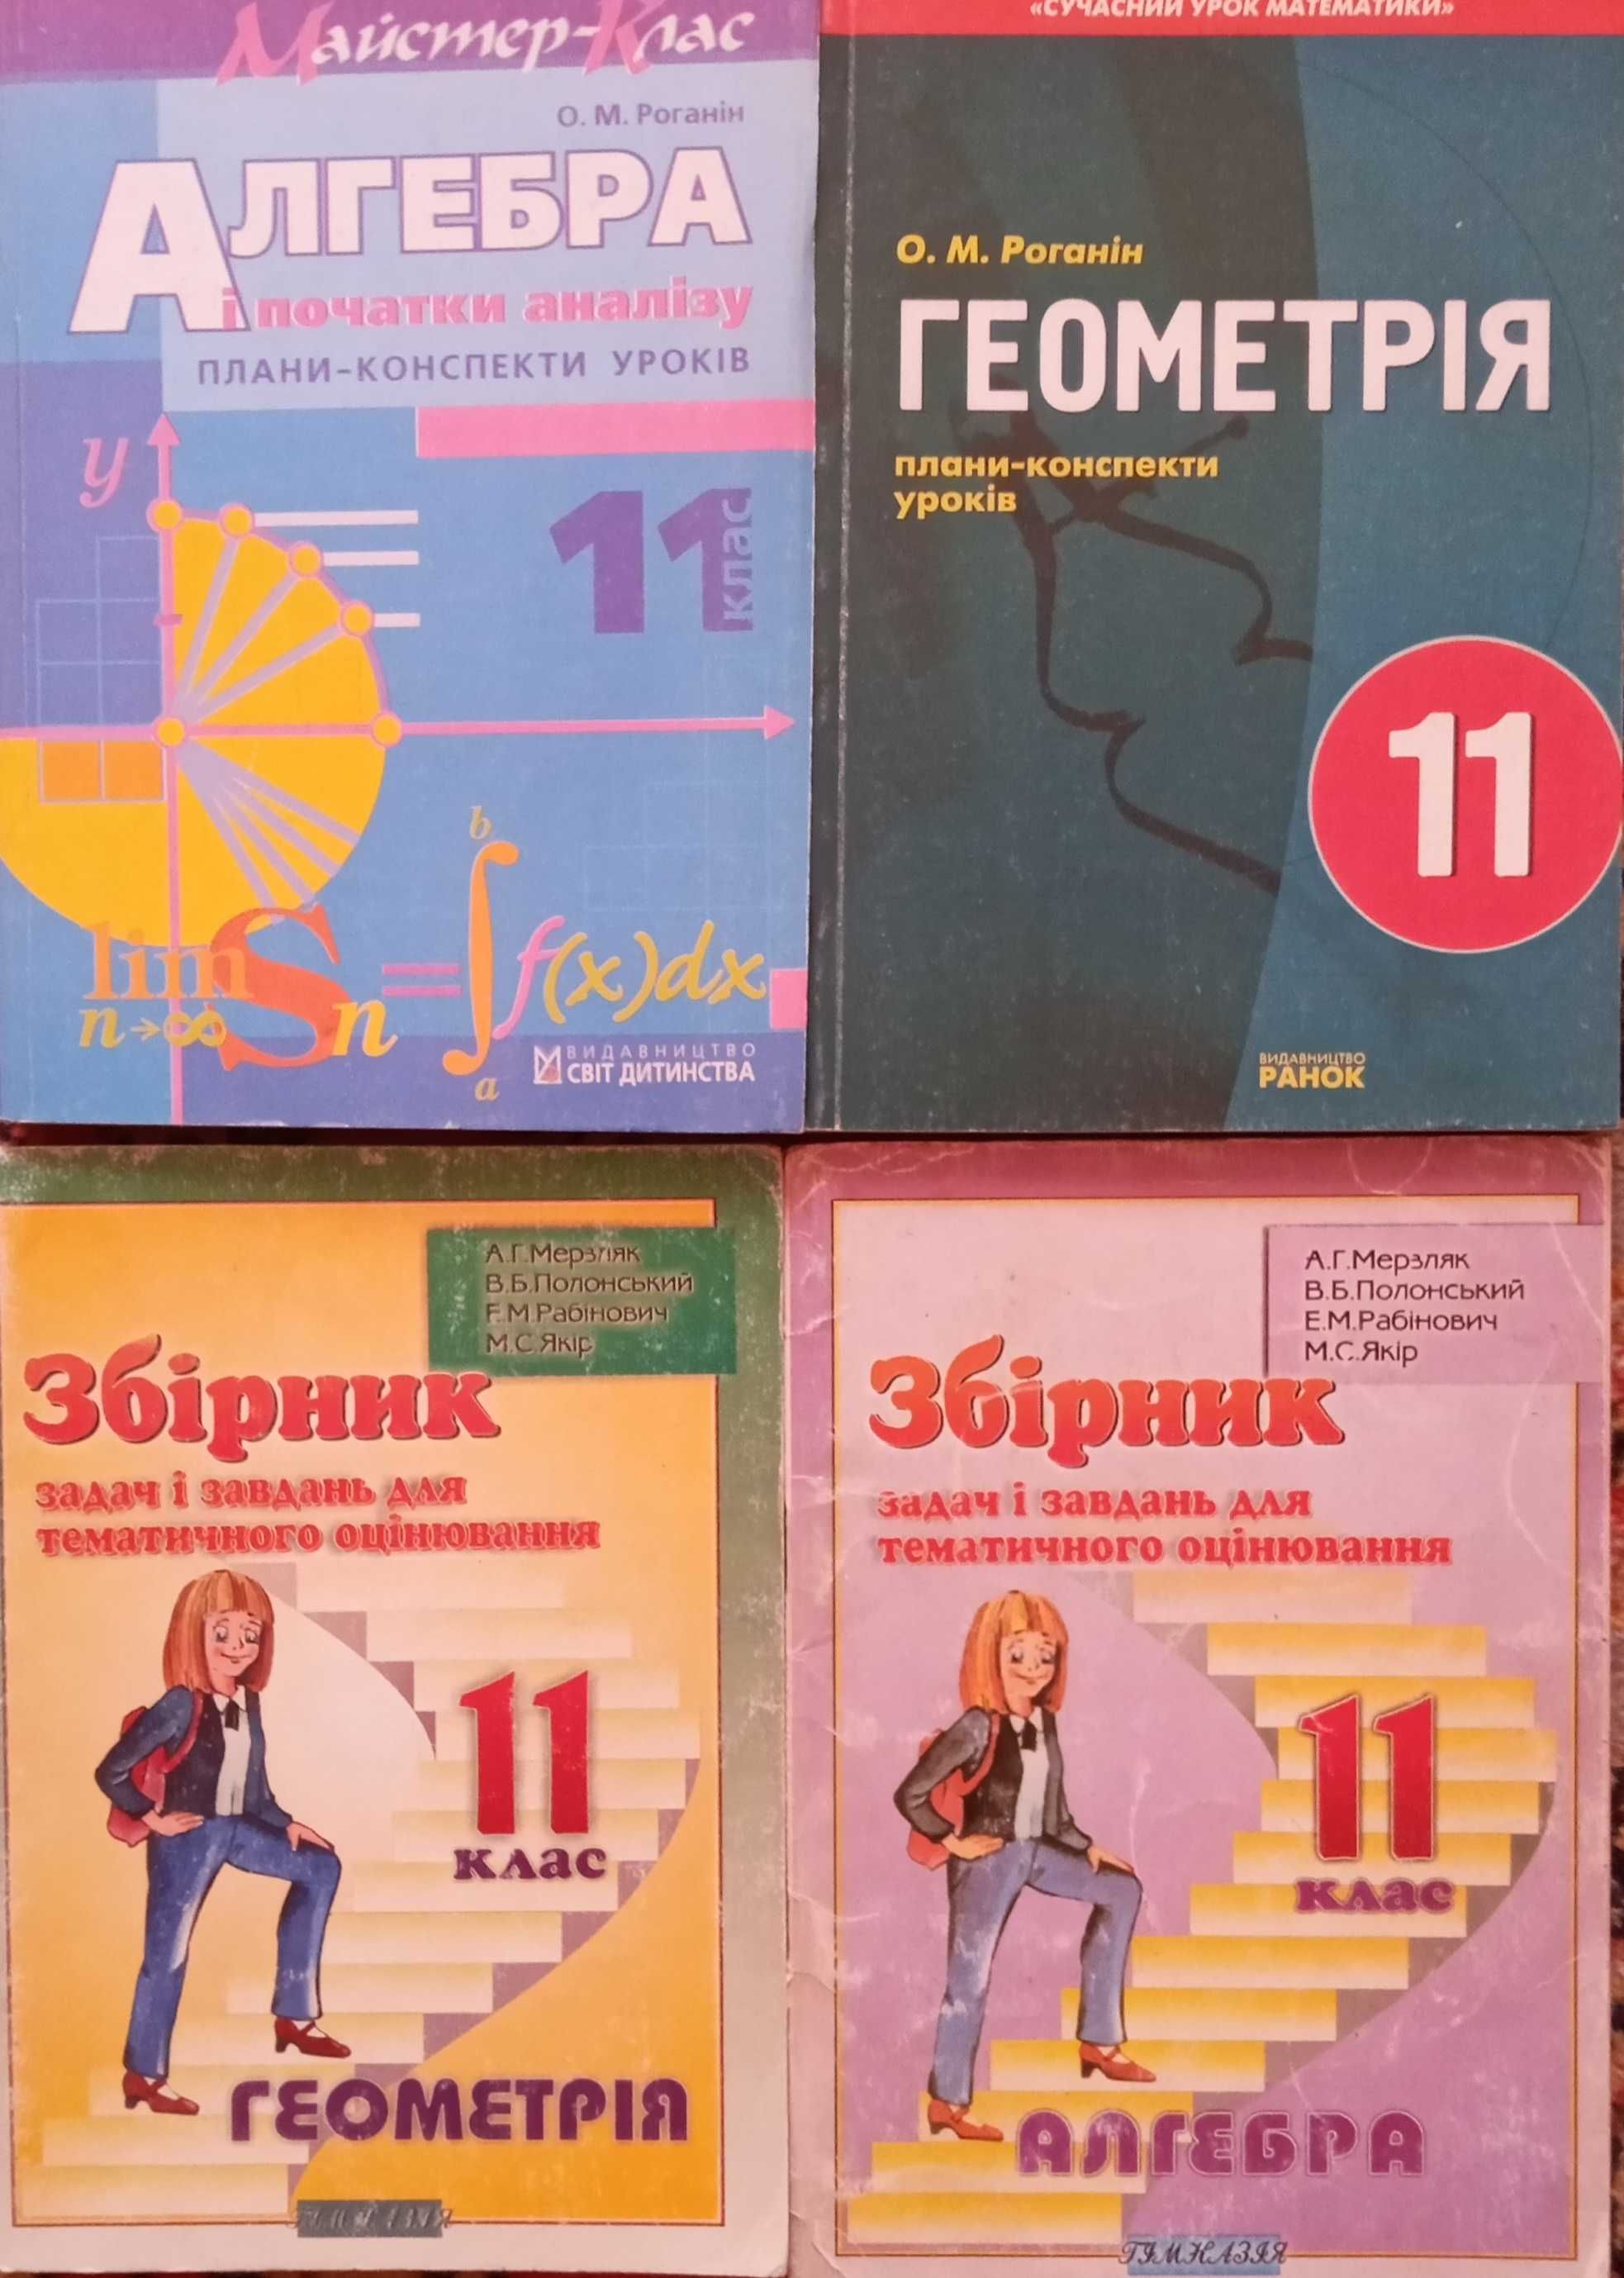 Майстер-Клас
О. М. Роганін
АЛГЕБРА
і початки аналізу
ПЛАНИ-КОНСПЕКТИ УРОКІВ
y
11
клас
b
lim Sn = ∫ f(x)dx
n→∞
a
ВИДАВНИЦТВО
СВІТ ДИТИНСТВА
«СУЧАСНИЙ УРОК МАТЕМАТИКИ»
О. М. Роганін
ГЕОМЕТРІЯ
плани-конспекти
уроків
11
ВИДАВНИЦТВО
РАНОК
А.Г.Мерзляк
В.Б.Полонський
Е.М.Рабінович
М.С.Якір
Збірник
задач і завдань для
тематичного оцінювання
11
клас
ГЕОМЕТРІЯ
ГІМНАЗІЯ
А.Г.Мерзляк
В.Б.Полонський
Е.М.Рабінович
М.С.Якір
Збірник
задач і завдань для
тематичного оцінювання
11
клас
АЛГЕБРА
ГІМНАЗІЯ